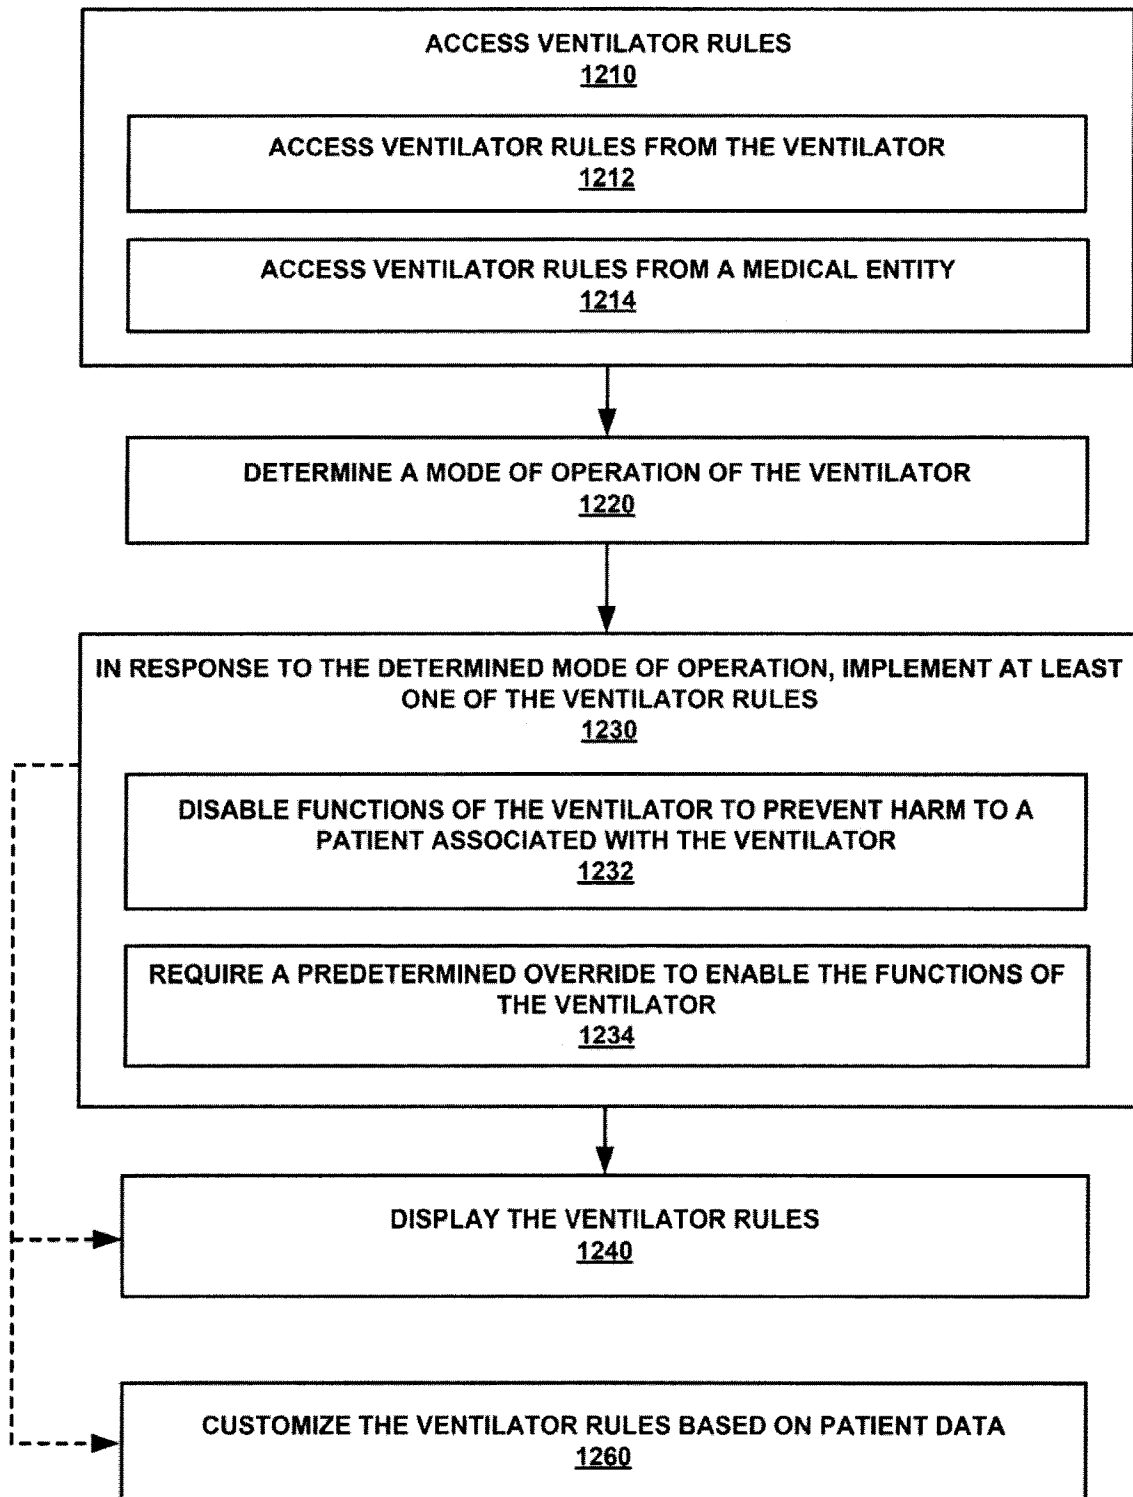 ACCESS VENTILATOR RULES
1210
ACCESS VENTILATOR RULES FROM THE VENTILATOR
1212
ACCESS VENTILATOR RULES FROM A MEDICAL ENTITY
1214
DETERMINE A MODE OF OPERATION OF THE VENTILATOR
1220
IN RESPONSE TO THE DETERMINED MODE OF OPERATION, IMPLEMENT AT LEAST
ONE OF THE VENTILATOR RULES
1230
DISABLE FUNCTIONS OF THE VENTILATOR TO PREVENT HARM TO A
PATIENT ASSOCIATED WITH THE VENTILATOR
1232
REQUIRE A PREDETERMINED OVERRIDE TO ENABLE THE FUNCTIONS OF
THE VENTILATOR
1234
DISPLAY THE VENTILATOR RULES
1240
CUSTOMIZE THE VENTILATOR RULES BASED ON PATIENT DATA
1260